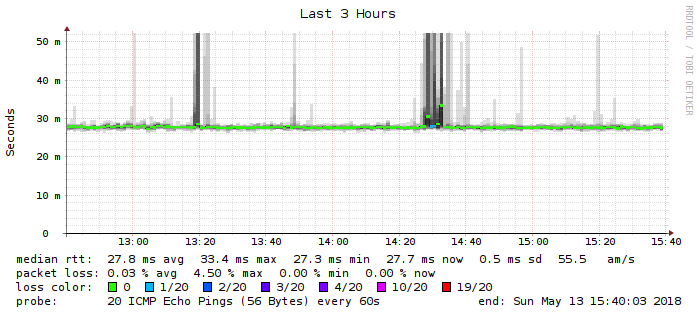 Last 3 Hours
RRDTOOL / TOBI OETIKER
Seconds
50 m
40 m
30 m
20 m
10 m
0
13:00 13:20 13:40 14:00 14:20 14:40 15:00 15:20 15:40
median rtt: 27.8 ms avg 33.4 ms max 27.3 ms min 27.7 ms now 0.5 ms sd 55.5 am/s
packet loss: 0.03 % avg 4.50 % max 0.00 % min 0.00 % now
loss color: 0 1/20 2/20 3/20 4/20 10/20 19/20
probe: 20 ICMP Echo Pings (56 Bytes) every 60s end: Sun May 13 15:40:03 2018